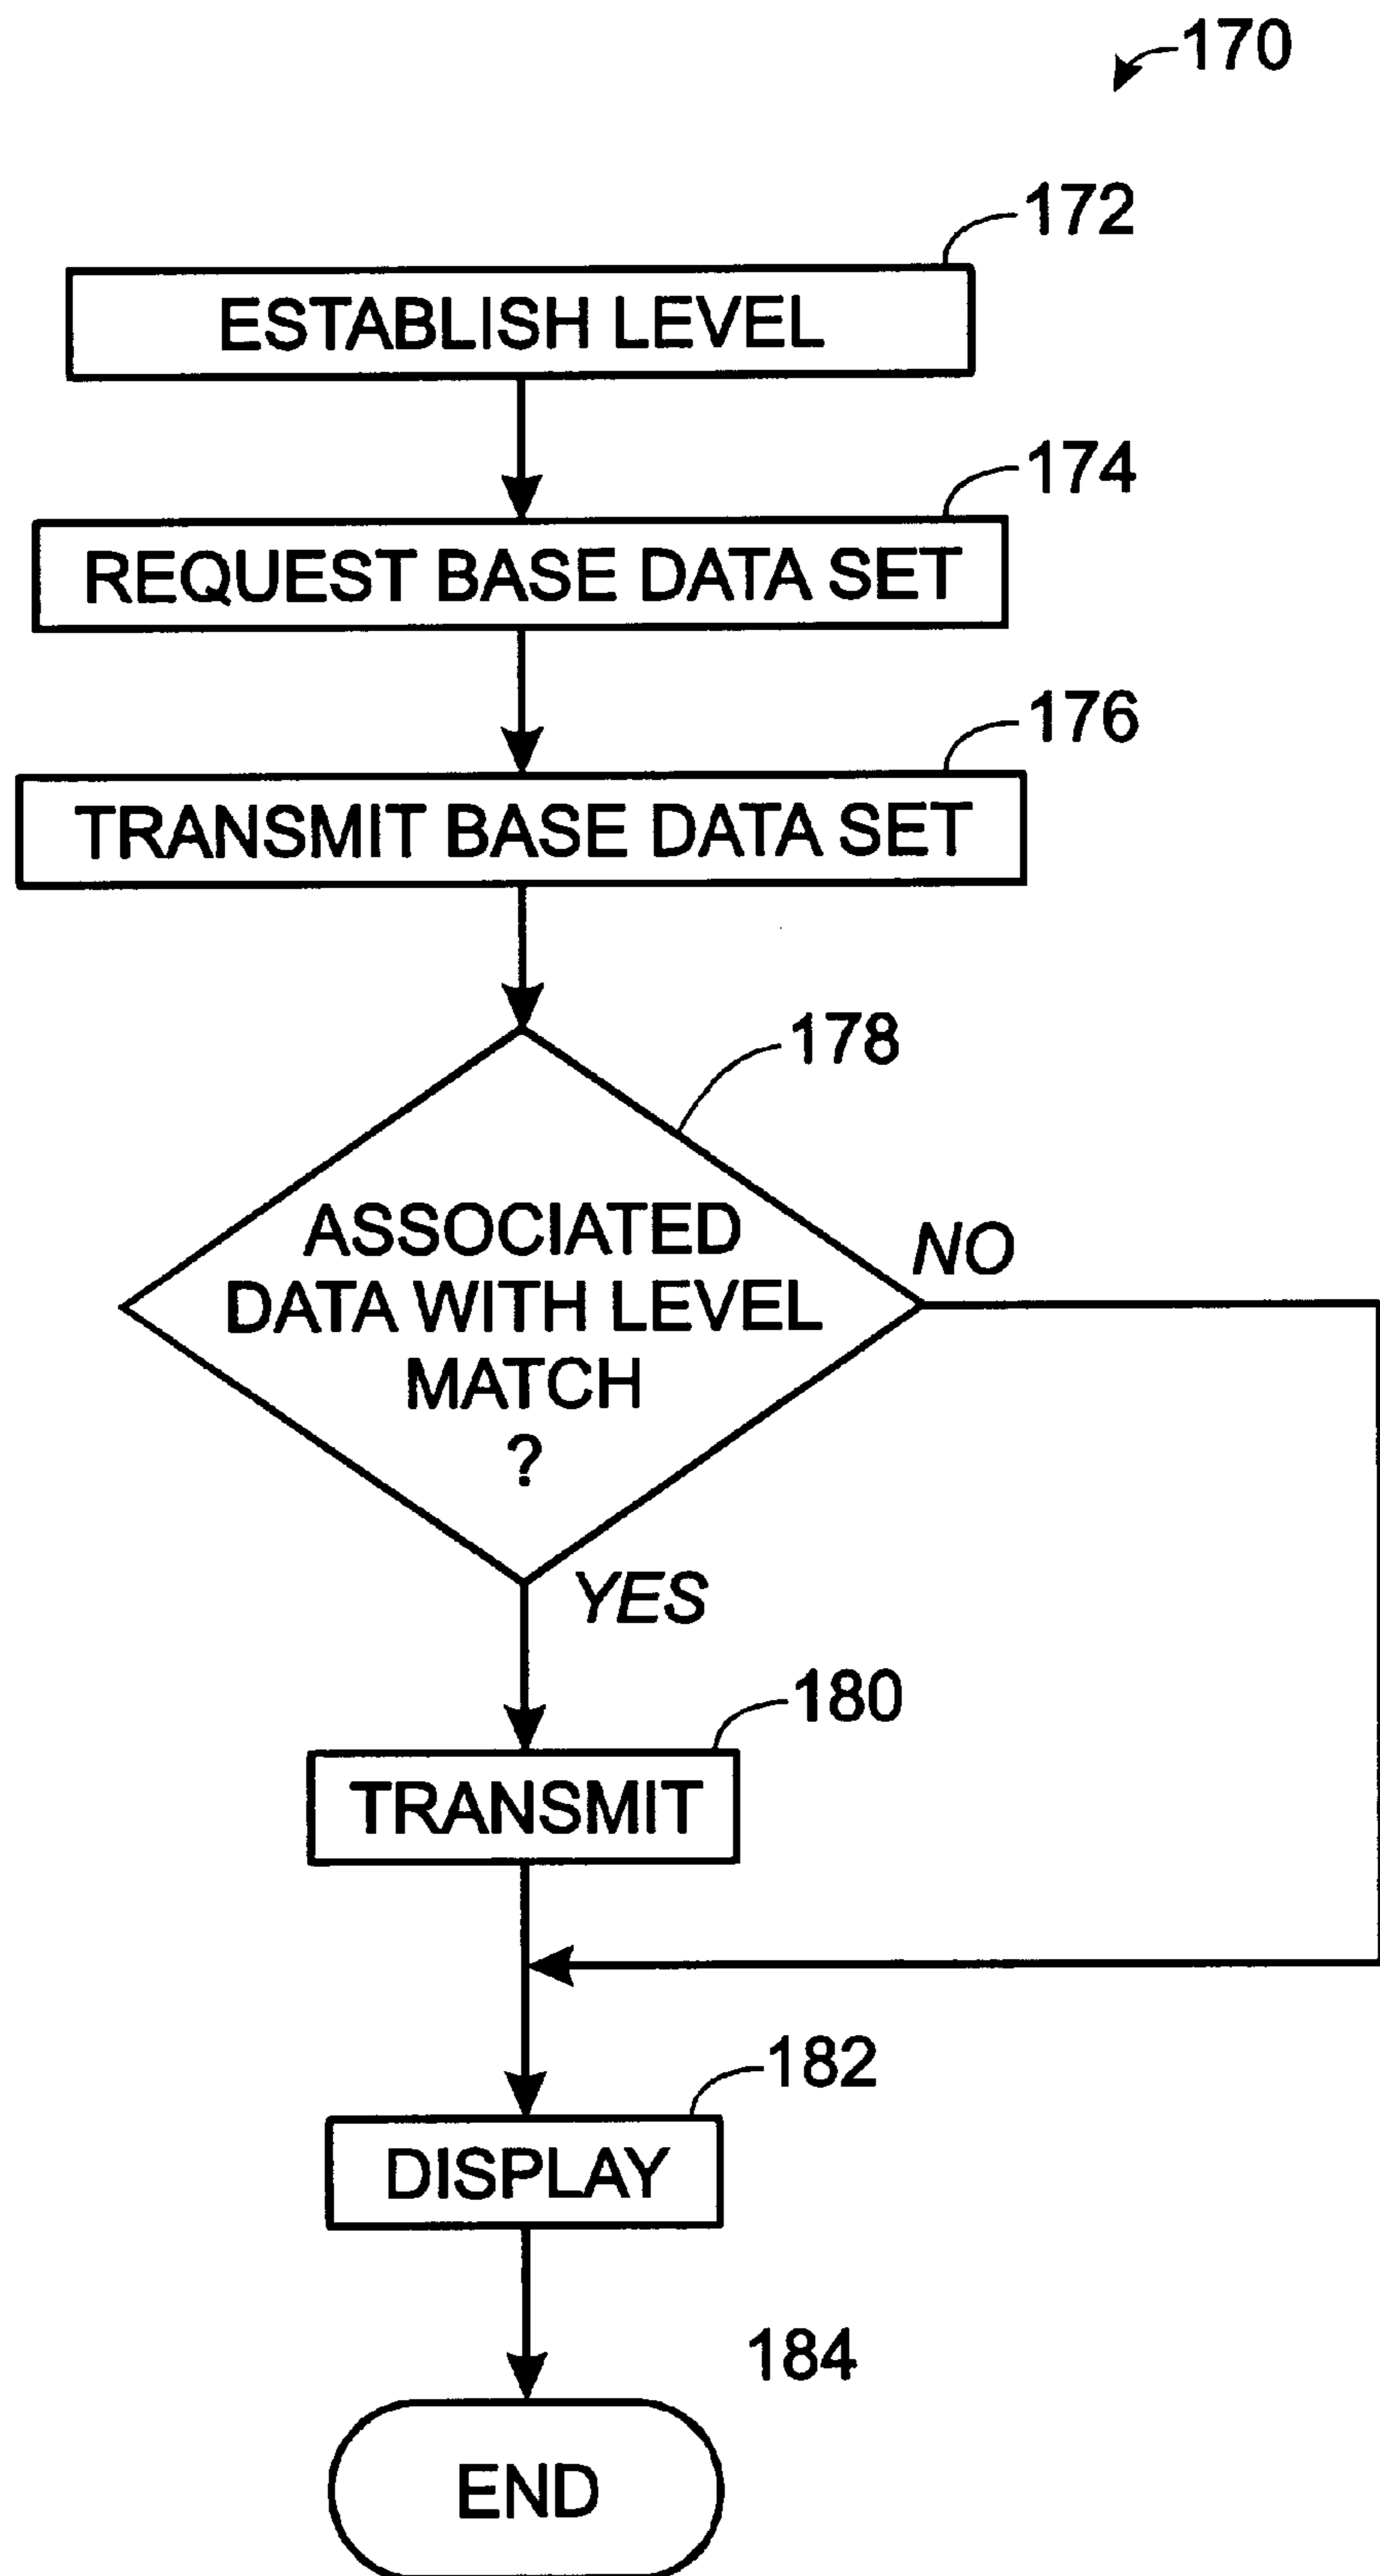 170
172
ESTABLISH LEVEL
174
REQUEST BASE DATA SET
176
TRANSMIT BASE DATA SET
178
ASSOCIATED
DATA WITH LEVEL
MATCH
?
NO
YES
180
TRANSMIT
182
DISPLAY
184
END